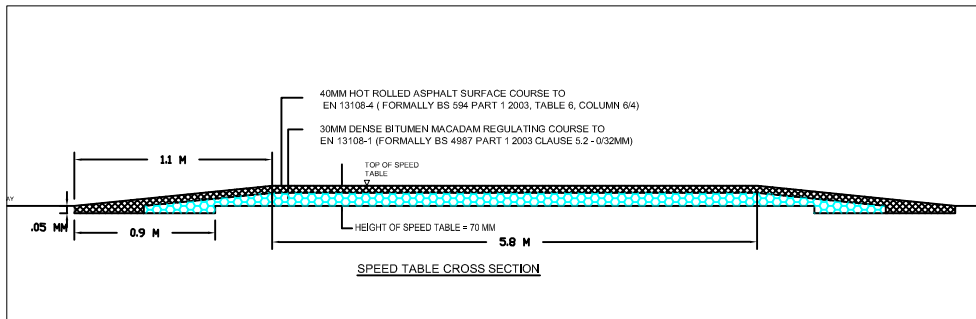 40MM HOT ROLLED ASPHALT SURFACE COURSE TO
EN 13108-4 ( FORMALLY BS 594 PART 1 2003, TABLE 6, COLUMN 6/4)
30MM DENSE BITUMEN MACADAM REGULATING COURSE TO
EN 13108-1 (FORMALLY BS 4987 PART 1 2003 CLAUSE 5.2 - 0/32MM)
1.1 M
TOP OF SPEED
TABLE
AY
.05 MM
0.9 M
HEIGHT OF SPEED TABLE = 70 MM
5.8 M
SPEED TABLE CROSS SECTION